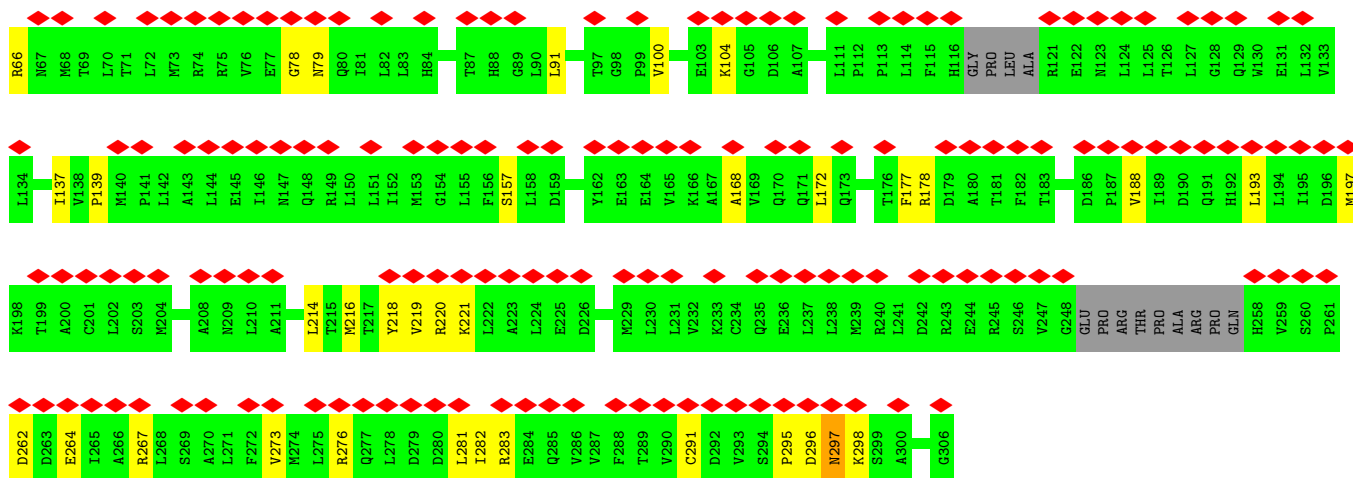 R66 N67 M68 T69 L70 T71 L72 M73 R74 R75 V76 E77 G78 N79 Q80 I81 L82 L83 H84 T87 H88 G89 L90 L91 T97 G98 P99 V100 E103 K104 G105 D106 A107 L111 P112 P113 L114 F115 H116 GLY PRO LEU ALA R121 E122 N123 L124 L125 T126 L127 G128 Q129 W130 E131 L132 V133
L134 I137 V138 P139 M140 P141 L142 A143 L144 E145 I146 N147 Q148 R149 L150 L151 I152 M153 G154 L155 F156 S157 L158 D159 Y162 E163 E164 V165 K166 A167 A168 V169 Q170 Q171 L172 Q173 T176 F177 R178 D179 A180 T181 F182 T183 D186 P187 V188 I189 D190 Q191 H192 L193 L194 I195 D196 M197
K198 T199 A200 C201 L202 S203 M204 A208 N209 L210 A211 L214 T215 M216 T217 Y218 V219 R220 K221 L222 A223 L224 E225 D226 M229 L230 L231 V232 K233 C234 Q235 E236 L237 L238 M239 R240 L241 D242 R243 E244 R245 S246 V247 G248 GLU PRO ARG THR PRO ALA ARG PRO GLN H258 V259 S260 P261
D262 D263 E264 I265 A266 R267 L268 S269 A270 L271 F272 V273 M274 L275 R276 Q277 L278 D279 D280 L281 I282 R283 E284 Q285 V286 V287 F288 T289 V290 C291 D292 V293 S294 P295 D296 N297 K298 S299 A300 G306